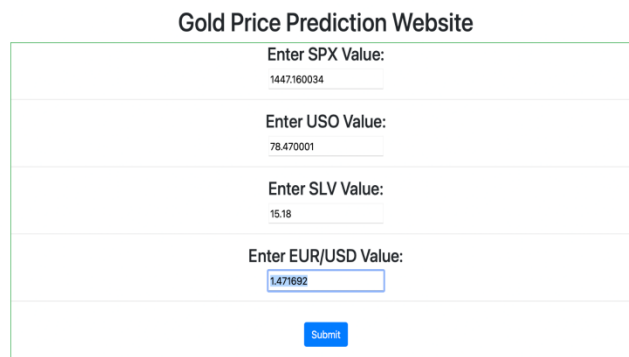 Gold Price Prediction Website
Enter SPX Value:
1447.160034
Enter USO Value:
78.470001
Enter SLV Value:
15.18
Enter EUR/USD Value:
1.471692
Submit